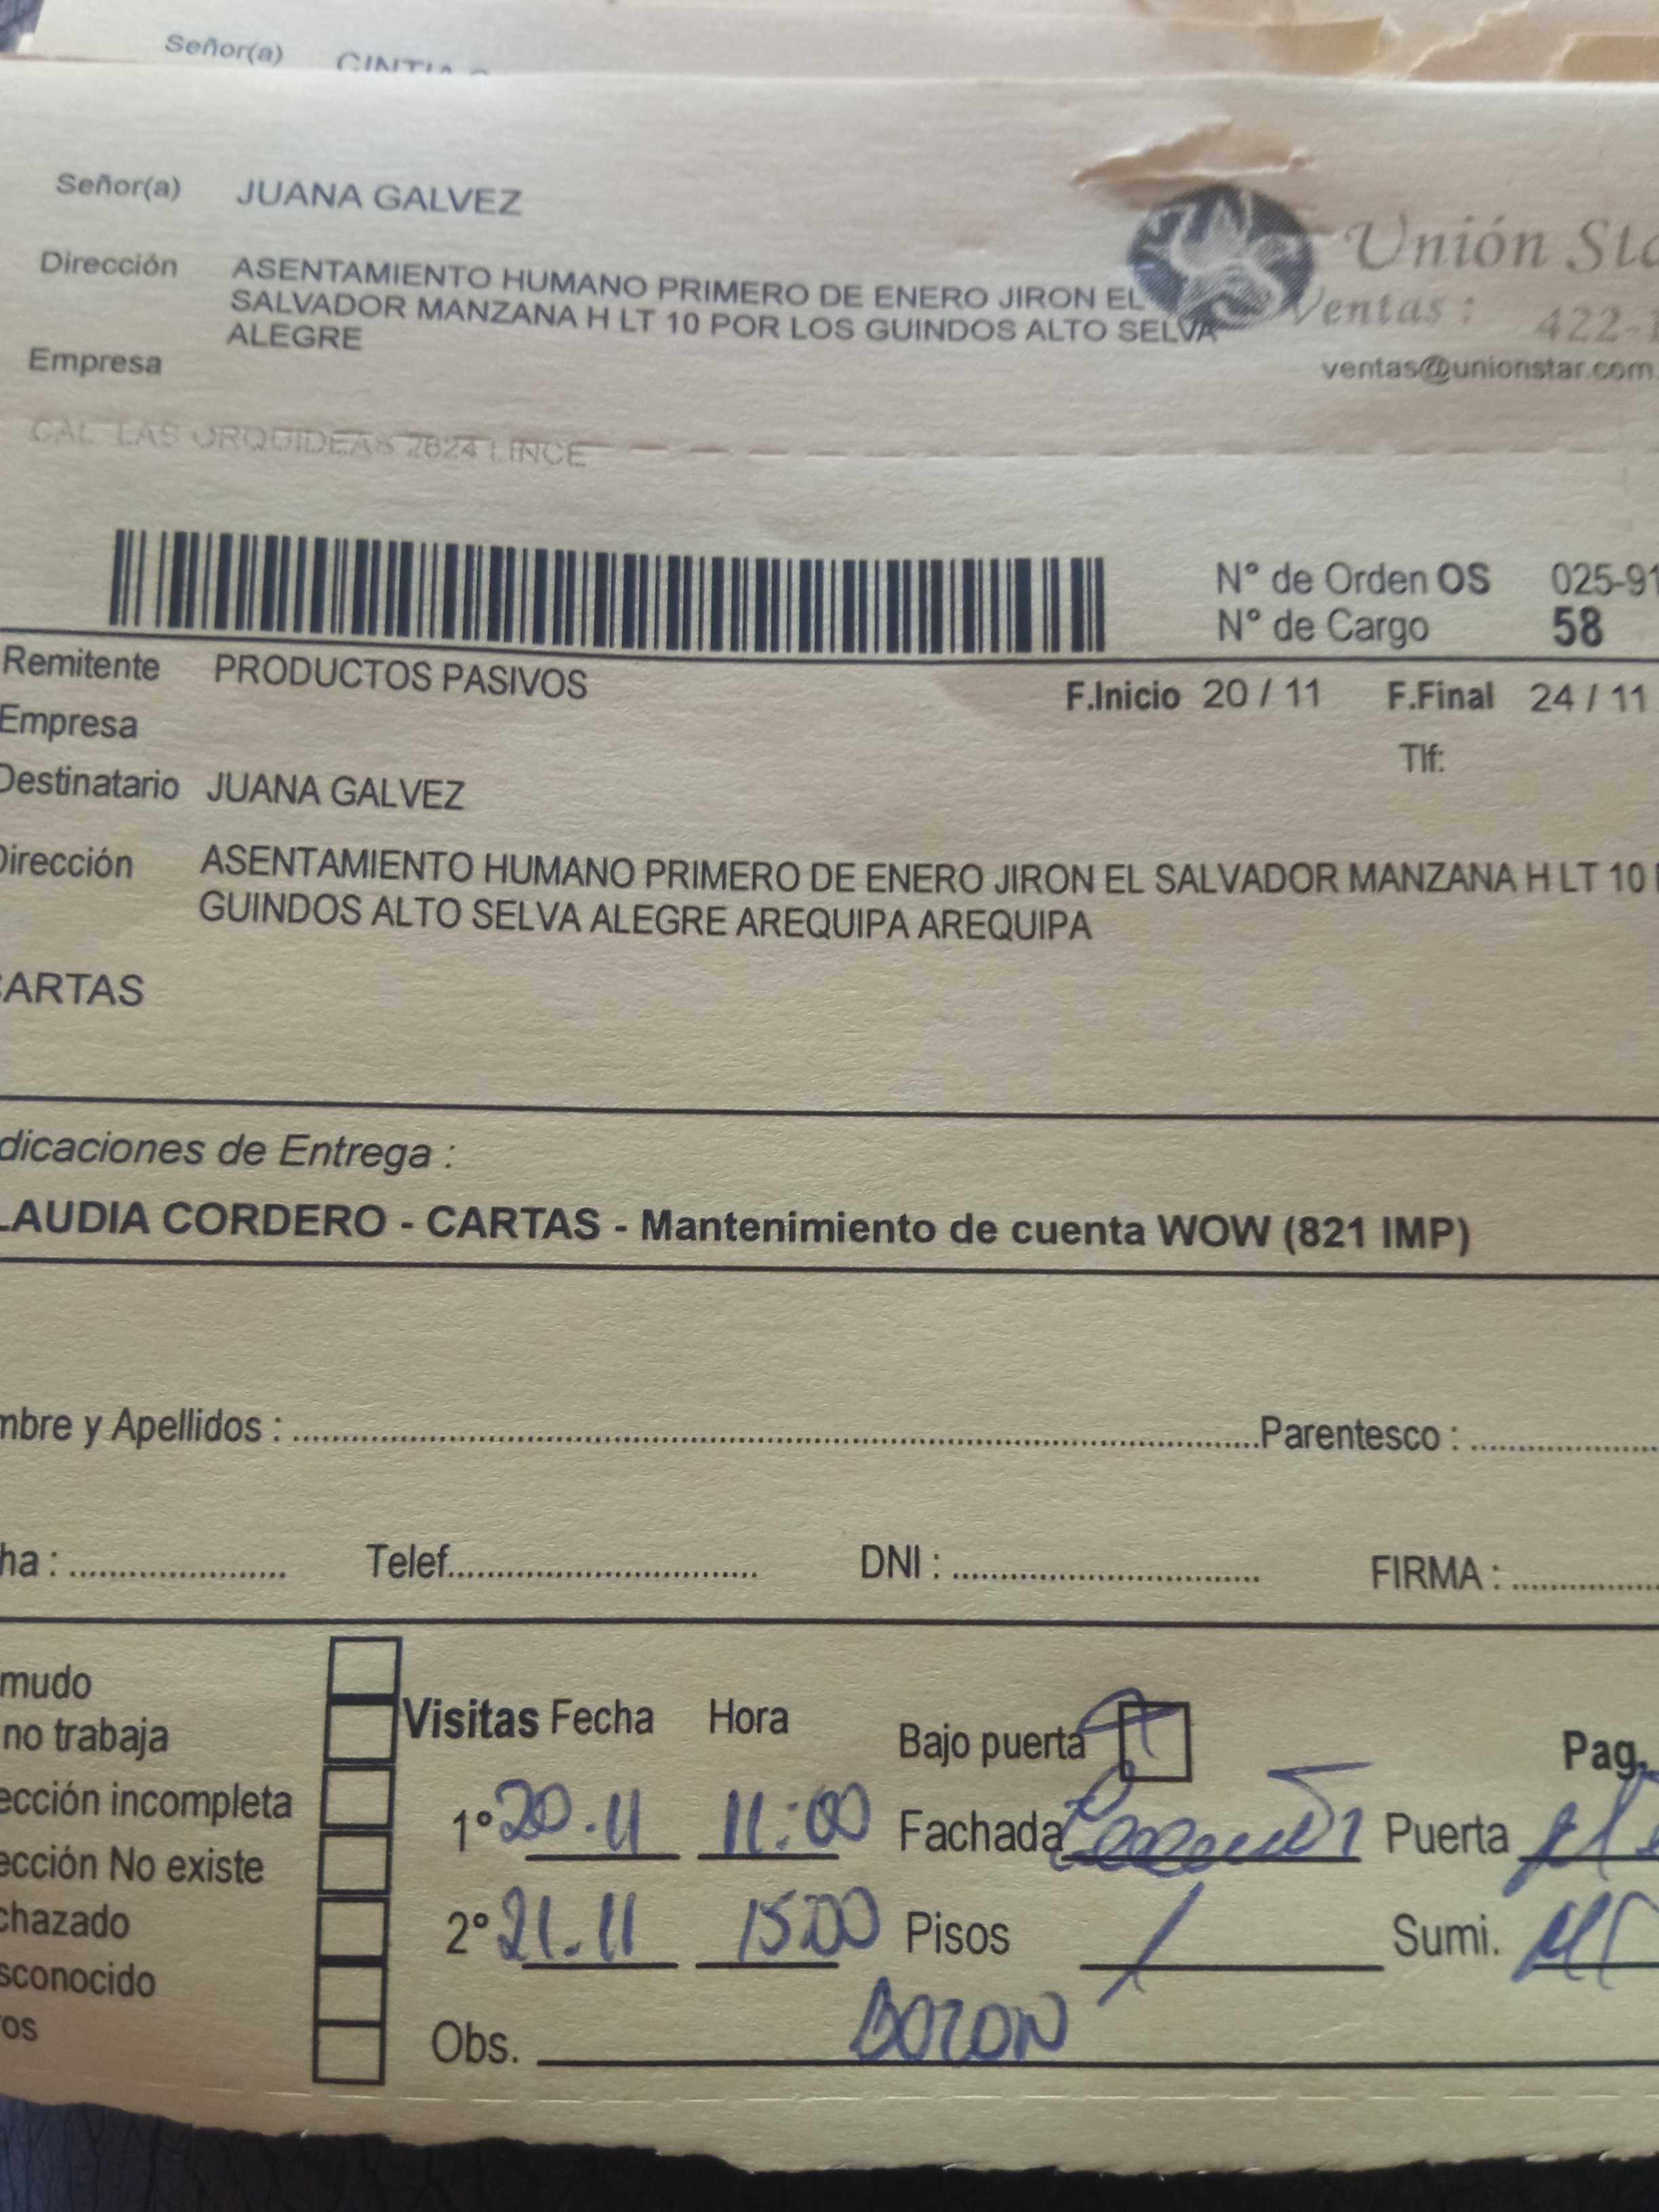 Señor(a)
Señor(a) JUANA GALVEZ
Dirección ASENTAMIENTO HUMANO PRIMERO DE ENERO JIRON EL
SALVADOR MANZANA H LT 10 POR LOS GUINDOS ALTO SELVA
ALEGRE
Empresa
Unión Sta
Ventas : 422-1
ventas@unionstar.com.
CAL LAS ORQUIDEAS 2624 LINCE
N° de Orden OS 025-91
N° de Cargo 58
Remitente PRODUCTOS PASIVOS
F.Inicio 20 / 11 F.Final 24 / 11
Empresa
Tlf:
Destinatario JUANA GALVEZ
Dirección ASENTAMIENTO HUMANO PRIMERO DE ENERO JIRON EL SALVADOR MANZANA H LT 10
GUINDOS ALTO SELVA ALEGRE AREQUIPA AREQUIPA
CARTAS
dicaciones de Entrega :
LAUDIA CORDERO - CARTAS - Mantenimiento de cuenta WOW (821 IMP)
mbre y Apellidos : Parentesco :
ha : Telef. DNI : FIRMA :
mudo
no trabaja
ección incompleta
ección No existe
chazado
sconocido
ros
Visitas Fecha Hora Bajo puerta Pag.
1° 20.11 11:00 Fachada Puerta
2° 21.11 15:00 Pisos 1 Sumi.
Obs.